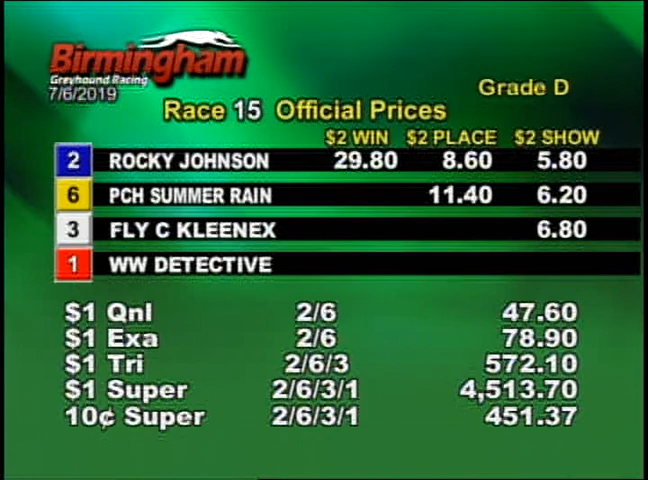 Birmingham
Greyhound Racing
7/6/2019
Grade D
Race 15 Official Prices
$2 WIN $2 PLACE $2 SHOW
2 ROCKY JOHNSON 29.80 8.60 5.80
6 PCH SUMMER RAIN 11.40 6.20
3 FLY C KLEENEX 6.80
1 WW DETECTIVE
$1 Qnl 2/6 47.60
$1 Exa 2/6 78.90
$1 Tri 2/6/3 572.10
$1 Super 2/6/3/1 4,513.70
10¢ Super 2/6/3/1 451.37